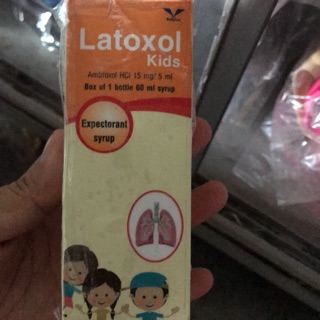 Latoxol
Kids
Ambroxol HCl 15 mg/ 5 ml
Box of 1 bottle 60 ml syrup
Expectorant
syrup